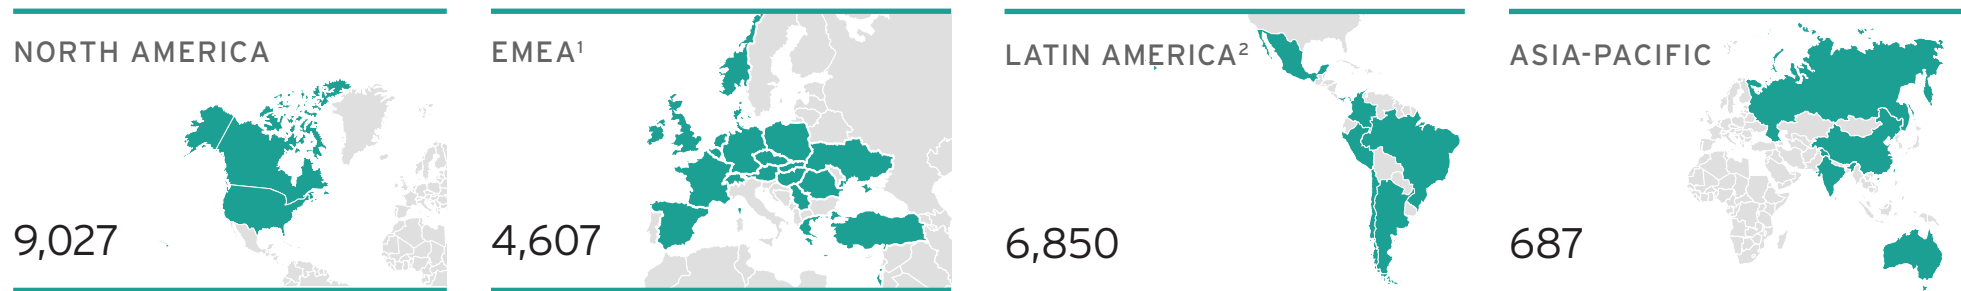 NORTH AMERICA
9,027
EMEA¹
4,607
LATIN AMERICA²
6,850
ASIA-PACIFIC
687